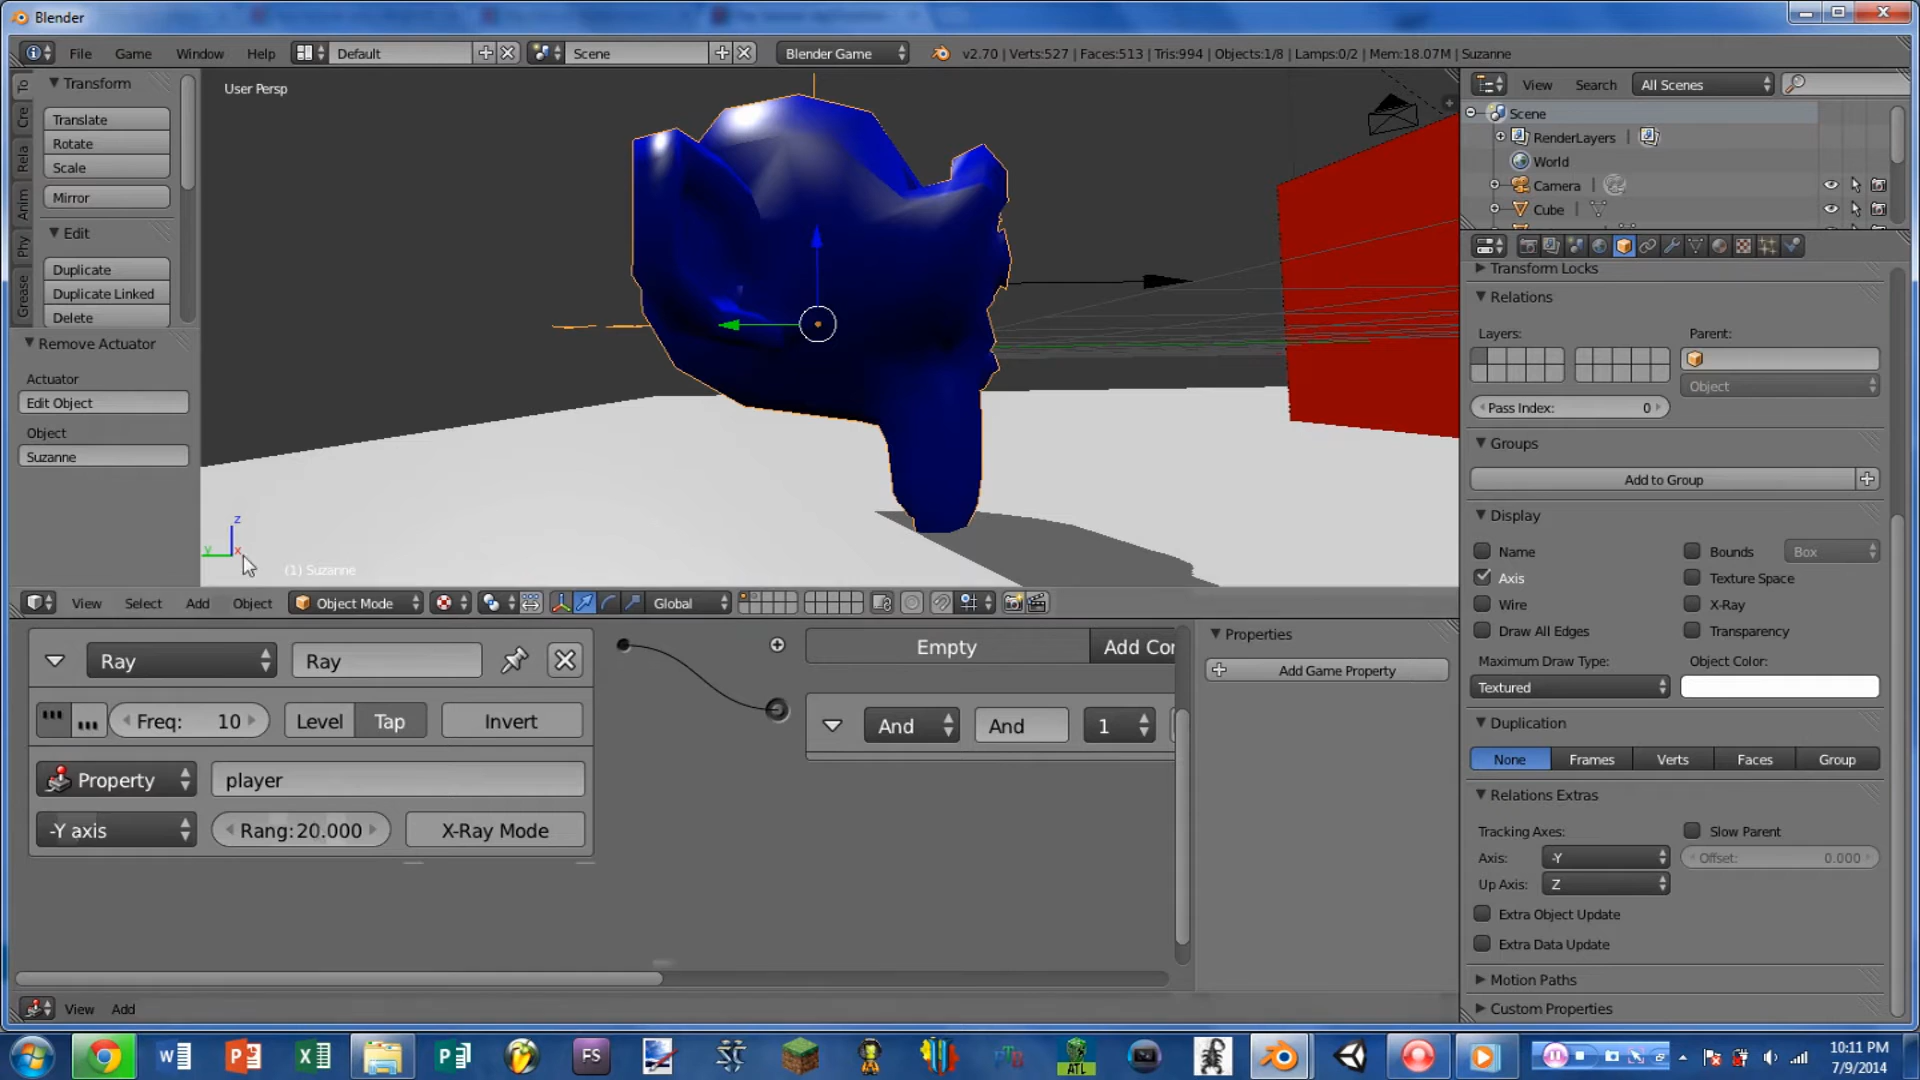 Blender
File Game Window Help Default Scene Blender Game v2.70 | Verts:527 | Faces:513 | Tris:994 | Objects:1/8 | Lamps:0/2 | Mem:18.07M | Suzanne
Transform
Translate
Rotate
Scale
Mirror
Edit
Duplicate
Duplicate Linked
Delete
To
Cre
Rela
Anim
Phy
Grease
Remove Actuator
Actuator
Edit Object
Object
Suzanne
User Persp
z
y x
(1) Suzanne
View Select Add Object Object Mode Global
Ray Ray
Freq: 10 Level Tap Invert
Property player
-Y axis Rang:20.000 X-Ray Mode
Empty Add Cor
And And 1
Properties
Add Game Property
View Add
View Search All Scenes
Scene
RenderLayers
World
Camera
Cube
Transform Locks
Relations
Layers: Parent:
Object
Pass Index: 0
Groups
Add to Group
Display
Name Bounds Box
Axis Texture Space
Wire X-Ray
Draw All Edges Transparency
Maximum Draw Type: Object Color:
Textured
Duplication
None Frames Verts Faces Group
Relations Extras
Tracking Axes: Slow Parent
Axis: -Y Offset: 0.000
Up Axis: Z
Extra Object Update
Extra Data Update
Motion Paths
Custom Properties
FS
ATL
10:11 PM
7/9/2014